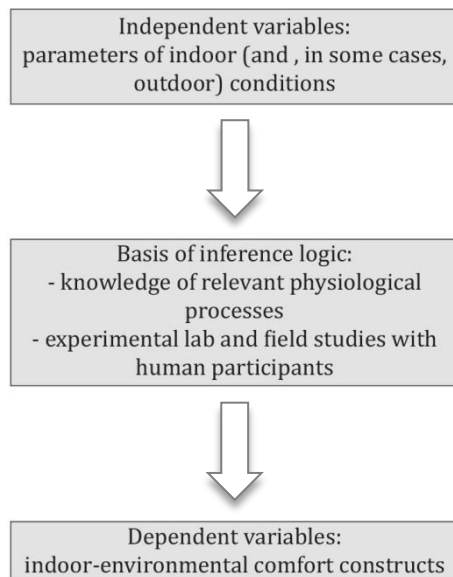 Independent variables:
parameters of indoor (and , in some cases,
outdoor) conditions
Basis of inference logic:
- knowledge of relevant physiological
processes
- experimental lab and field studies with
human participants
Dependent variables:
indoor-environmental comfort constructs